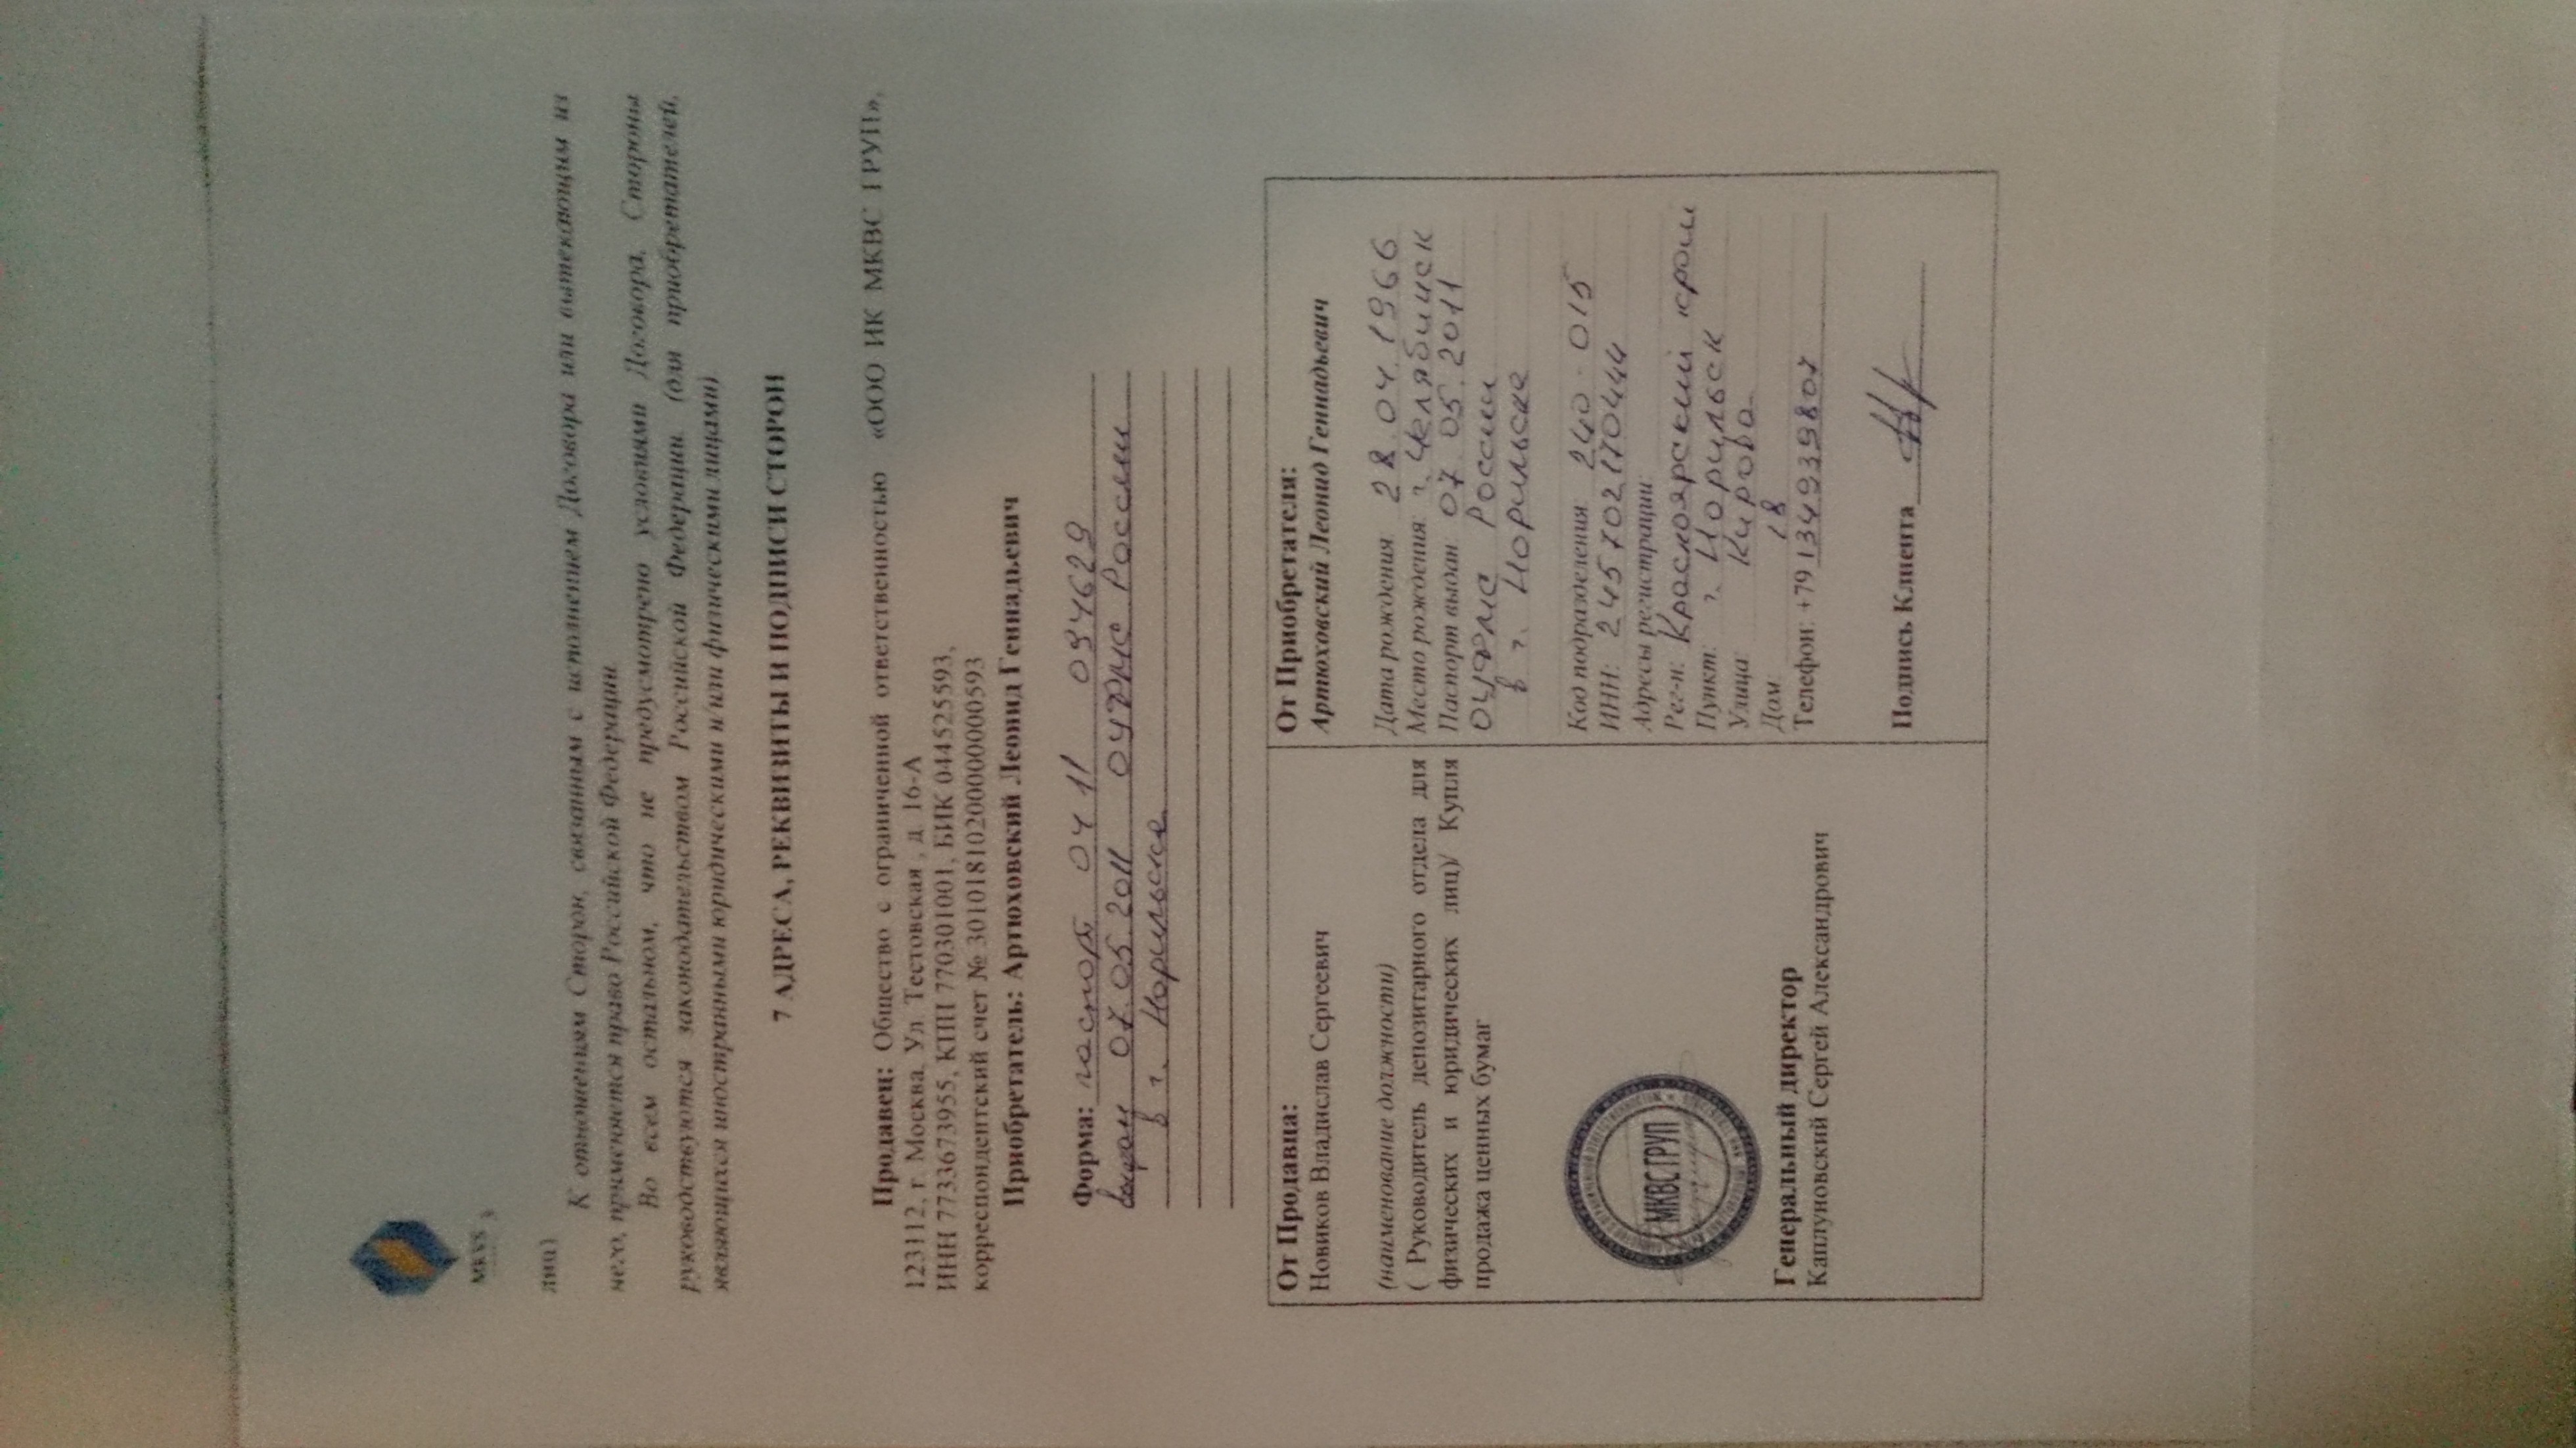 MKVS
3
лиц)
К отношениям Сторон, связанным с исполнением Договора или вытекающим из
него, применяется право Российской Федерации.
Во всем остальном, что не предусмотрено условиями Договора, Стороны
руководствуются законодательством Российской Федерации. (для приобретателей,
являющихся иностранными юридическими и/или физическими лицами)
7 АДРЕСА, РЕКВИЗИТЫ И ПОДПИСИ СТОРОН
Продавец: Общество с ограниченной ответственностью «ООО ИК МКВС ГРУП»,
123112, г. Москва, Ул. Тестовская , д. 16-А
ИНН 7733673955, КПП 770301001, БИК 044525593,
корреспондентский счет № 30101810200000000593
Приобретатель: Артюховский Леонид Геннадьевич
Форма: паспорт 04 11 0947629
выдан 07.05.2011 ОУФМС России
в г. Норильске
От Продавца:
Новиков Владислав Сергеевич
(наименование должности)
( Руководитель депозитарного отдела для
физических и юридических лиц)/ Купля
продажа ценных бумаг
МКВС ГРУП
Генеральный директор
Каплуновский Сергей Александрович
От Приобретателя:
Артюховский Леонид Геннадьевич
Дата рождения 28.04.1966
Место рождения: г. Челябинск
Паспорт выдан 07.05.2011
ОУФМС России
в г. Норильске
Код подразделения 240-015
ИНН: 245702170444
Адресы регистрации:
Рег-н: Красноярский край
Пункт: г. Норильск
Улица: Кирова
Дом: 18
Телефон: +79134939807
Подпись Клиента